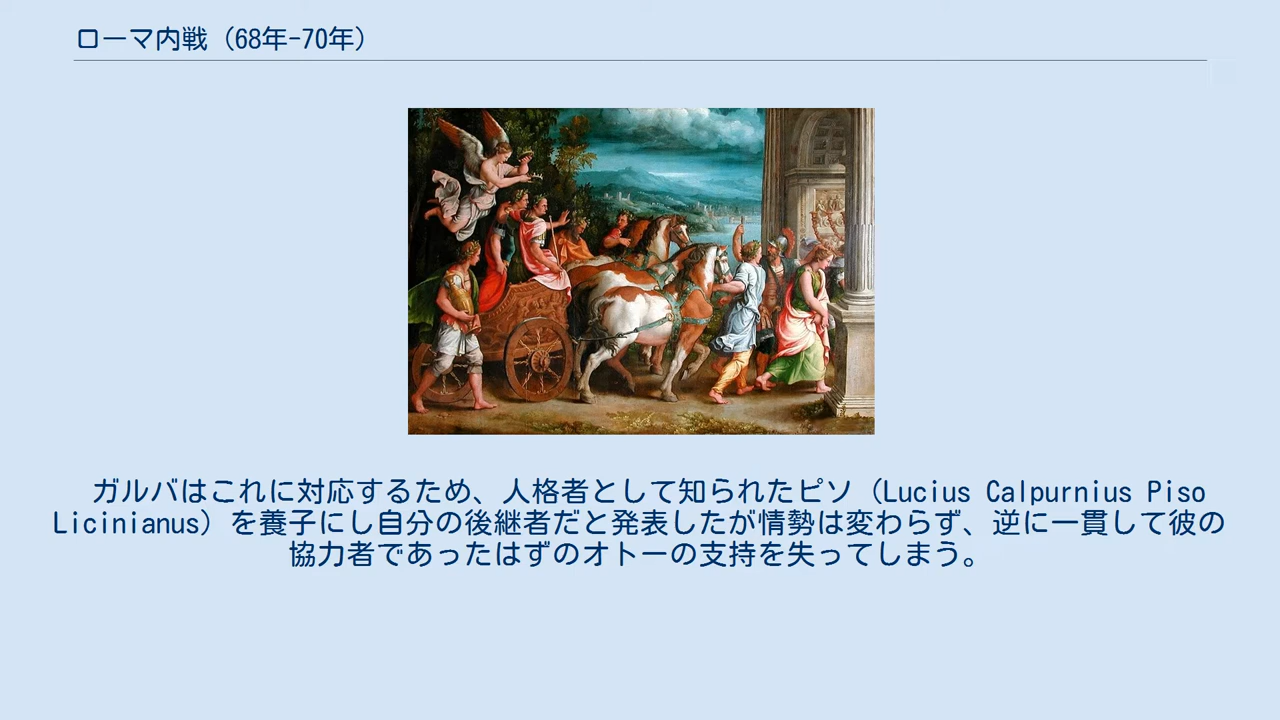 ローマ内戦（68年-70年）
ガルバはこれに対応するため、人格者として知られたピソ（Lucius Calpurnius Piso
Licinianus）を養子にし自分の後継者だと発表したが情勢は変わらず、逆に一貫して彼の
協力者であったはずのオトーの支持を失ってしまう。